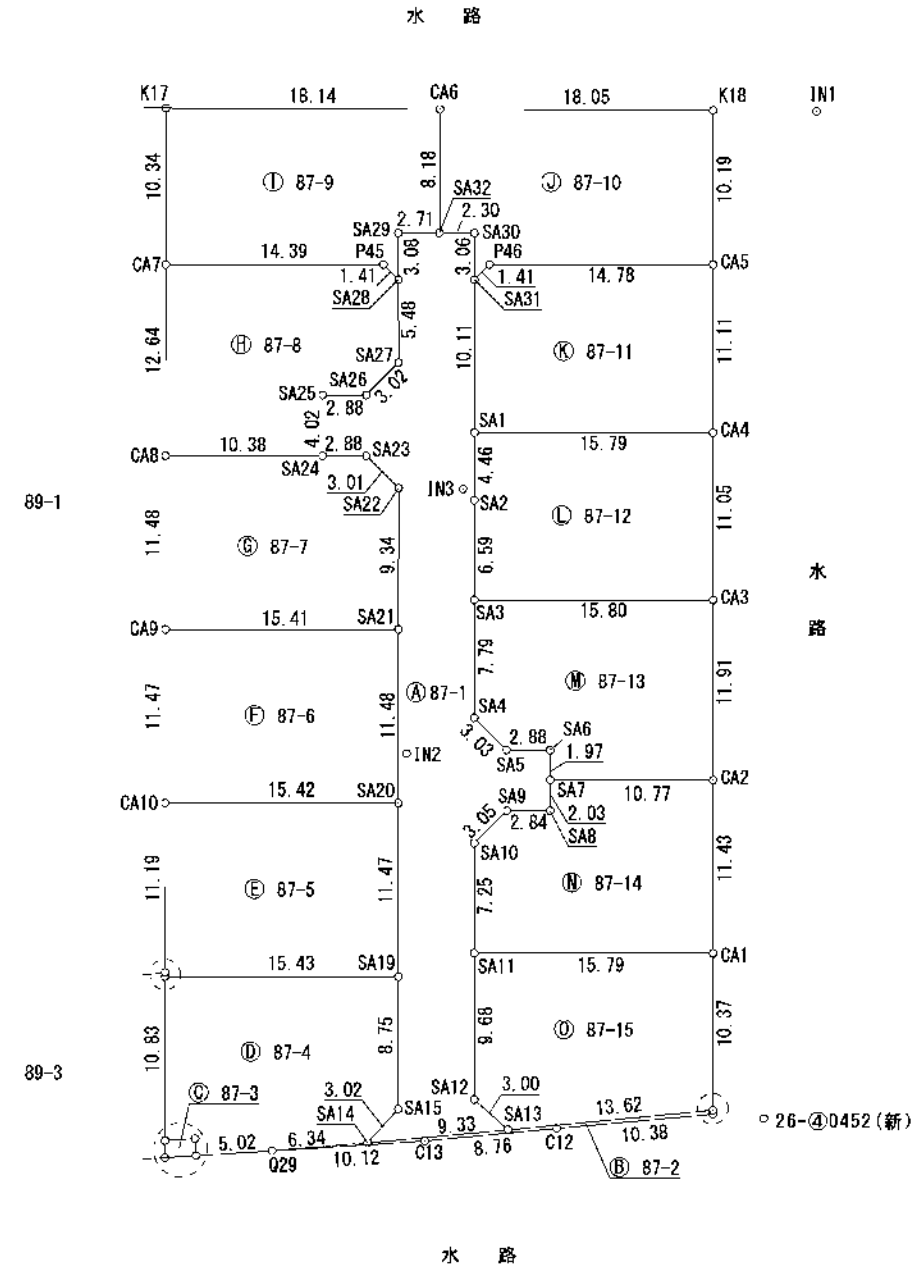 水 路
K17 18.14 CA6 18.05 K18 IN1
10.34 Ⓘ 87-9 8.18 Ⓙ 87-10 10.19
SA32
SA29 2.71 2.30 SA30
CA7 14.39 P45 3.08 3.06 P46 14.78 CA5
1.41 1.41
SA28 SA31
12.64 Ⓗ 87-8 5.48 10.11 Ⓚ 87-11 11.11
SA27
SA25 SA26 3.02
2.88
4.02
SA1 15.79 CA4
CA8 10.38 2.88 SA23
SA24
3.01 4.46
SA22 IN3 SA2
89-1
11.48 Ⓖ 87-7 9.34 6.59 Ⓛ 87-12 11.05
水
路
CA9 15.41 SA21 SA3 15.80 CA3
7.79 Ⓜ 87-13 11.91
11.47 Ⓕ 87-6 11.48 Ⓐ 87-1 SA4
3.03 2.88 SA6
IN2 SA5 1.97
CA10 15.42 SA20 SA7 10.77 CA2
SA9 2.03
3.05 2.84 SA8
SA10
11.19 Ⓔ 87-5 11.47 7.25 Ⓝ 87-14 11.43
15.43 SA19 SA11 15.79 CA1
10.83 Ⓓ 87-4 8.75 9.68 Ⓞ 87-15 10.37
89-3
Ⓒ 87-3 3.02 SA12 3.00
SA14 SA15 SA13 13.62
26-④0452(新)
5.02 6.34 9.33 C12 10.38
Q29 10.12 C13 8.76
Ⓑ 87-2
水 路